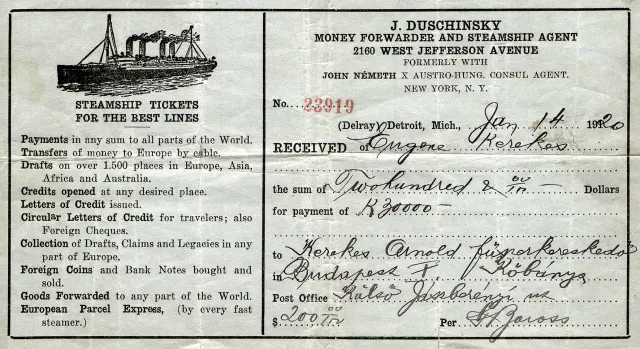 STEAMSHIP TICKETS
FOR THE BEST LINES
Payments in any sum to all parts of the World.
Transfers of money to Europe by cable.
Drafts on over 1.500 places in Europe, Asia,
Africa and Australia.
Credits opened at any desired place.
Letters of Credit issued.
Circular Letters of Credit for travelers; also
Foreign Cheques.
Collection of Drafts, Claims and Legacies in any
part of Europe.
Foreign Coins and Bank Notes bought and
sold.
Goods Forwarded to any part of the World.
European Parcel Express, (by every fast
steamer.)
J. DUSCHINSKY
MONEY FORWARDER AND STEAMSHIP AGENT
2160 WEST JEFFERSON AVENUE
FORMERLY WITH
JOHN NÉMETH X AUSTRO-HUNG. CONSUL AGENT.
NEW YORK, N. Y.
No. 23919
(Delray) Detroit, Mich., Jan 14 1920
RECEIVED of Eugene Kerekes
the sum of Twohundred & Dollars
for payment of K 30000-
to Kerekes Arnold füszerkereskedő
in Budapest X. Köbánya
Post Office Külső Jászberényi ut
$ 200 Per Baross